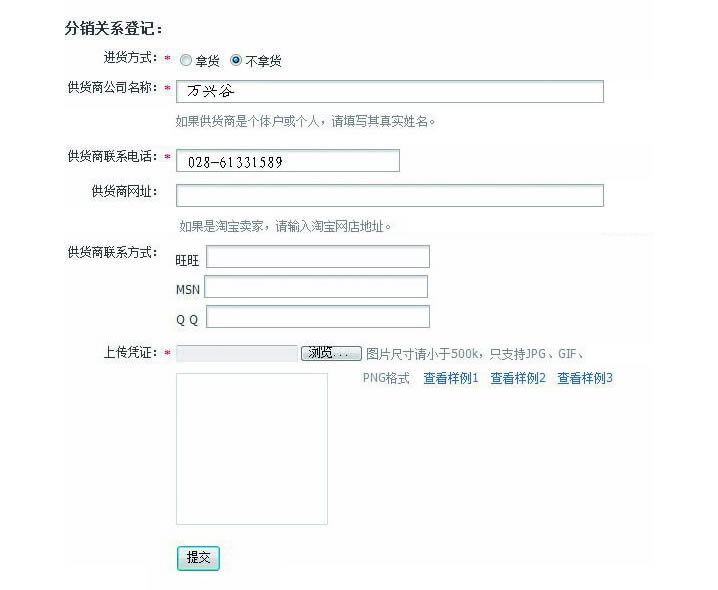 分销关系登记：
进货方式：* 拿货 不拿货
供货商公司名称：* 万兴谷
如果供货商是个体户或个人，请填写其真实姓名。
供货商联系电话：* 028-61331589
供货商网址：
如果是淘宝卖家，请输入淘宝网店地址。
供货商联系方式：
旺旺
MSN
Q Q
上传凭证：* 浏览... 图片尺寸请小于500k，只支持JPG、GIF、
PNG格式 查看样例1 查看样例2 查看样例3
提交